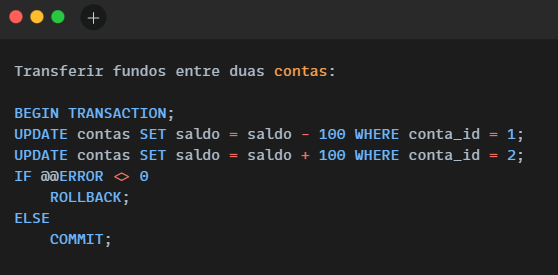 Transferir fundos entre duas contas:
BEGIN TRANSACTION;
UPDATE contas SET saldo = saldo - 100 WHERE conta_id = 1;
UPDATE contas SET saldo = saldo + 100 WHERE conta_id = 2;
IF @@ERROR <> 0
    ROLLBACK;
ELSE
    COMMIT;